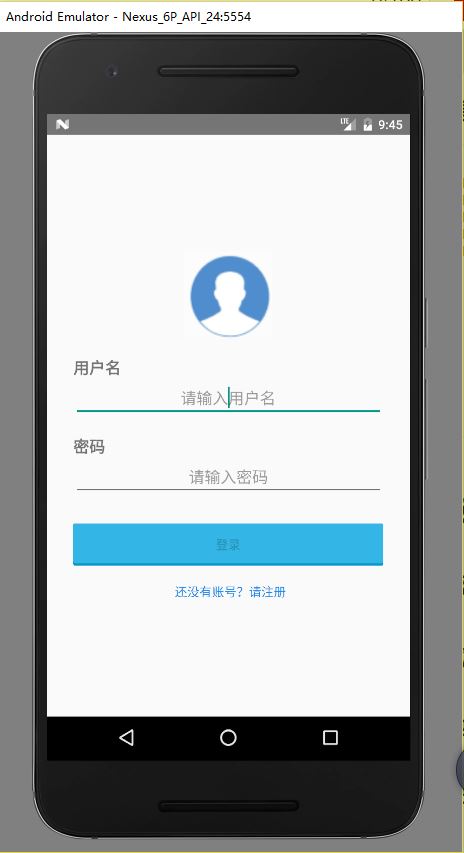 Android Emulator - Nexus_6P_API_24:5554
LTE 9:45
用户名
请输入用户名
密码
请输入密码
登录
还没有账号？请注册